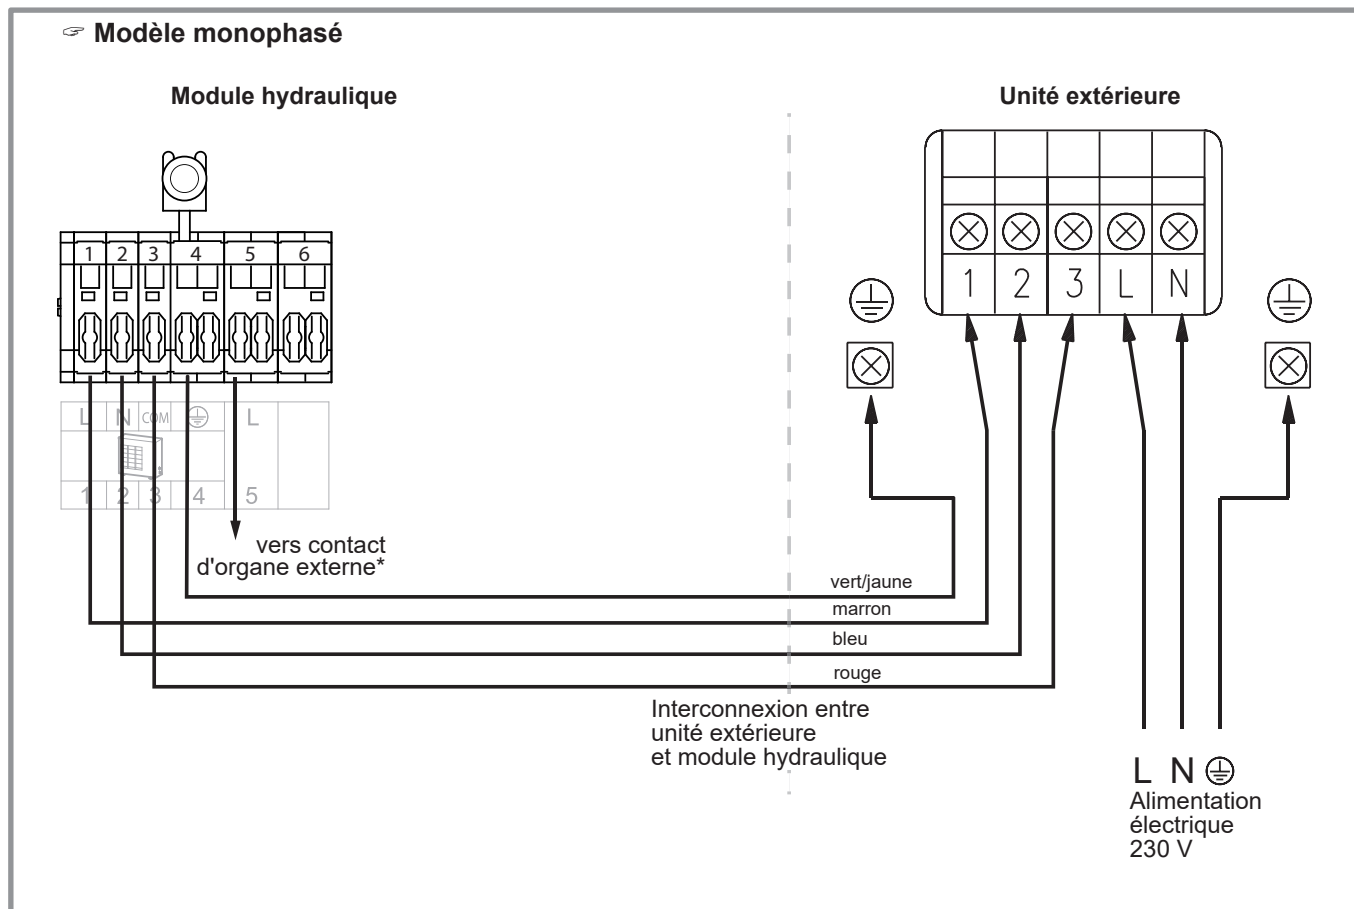 ☞ Modèle monophasé
Module hydraulique
Unité extérieure
1 2 3 4 5 6
1 2 3 L N
L N COM L
1 2 3 4 5
vers contact
d'organe externe*
vert/jaune
marron
bleu
rouge
Interconnexion entre
unité extérieure
et module hydraulique
L N
Alimentation
électrique
230 V